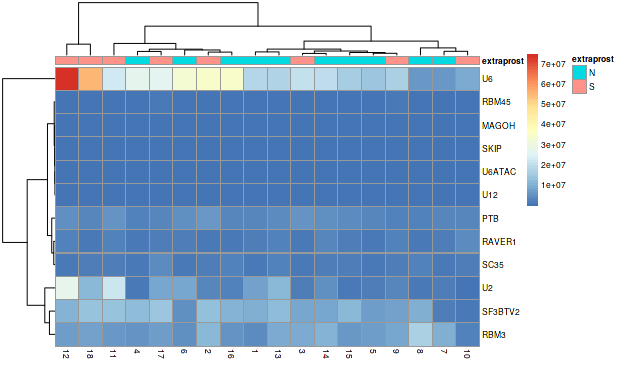 extraprost
U6
RBM45
MAGOH
SKIP
U6ATAC
U12
PTB
RAVER1
SC35
U2
SF3BTV2
RBM3
12 18 11 4 17 6 2 16 1 13 3 14 15 5 9 8 7 10
7e+07
6e+07
5e+07
4e+07
3e+07
2e+07
1e+07
extraprost
N
S